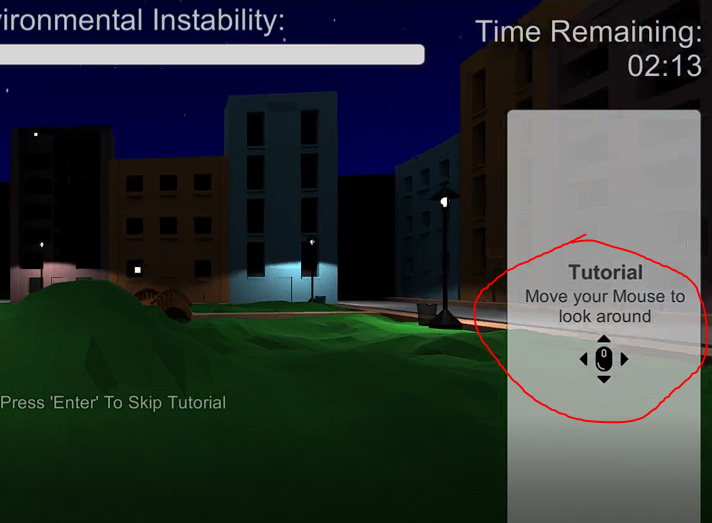 vironmental Instability:
Time Remaining:
02:13
Tutorial
Move your Mouse to
look around
Press 'Enter' To Skip Tutorial